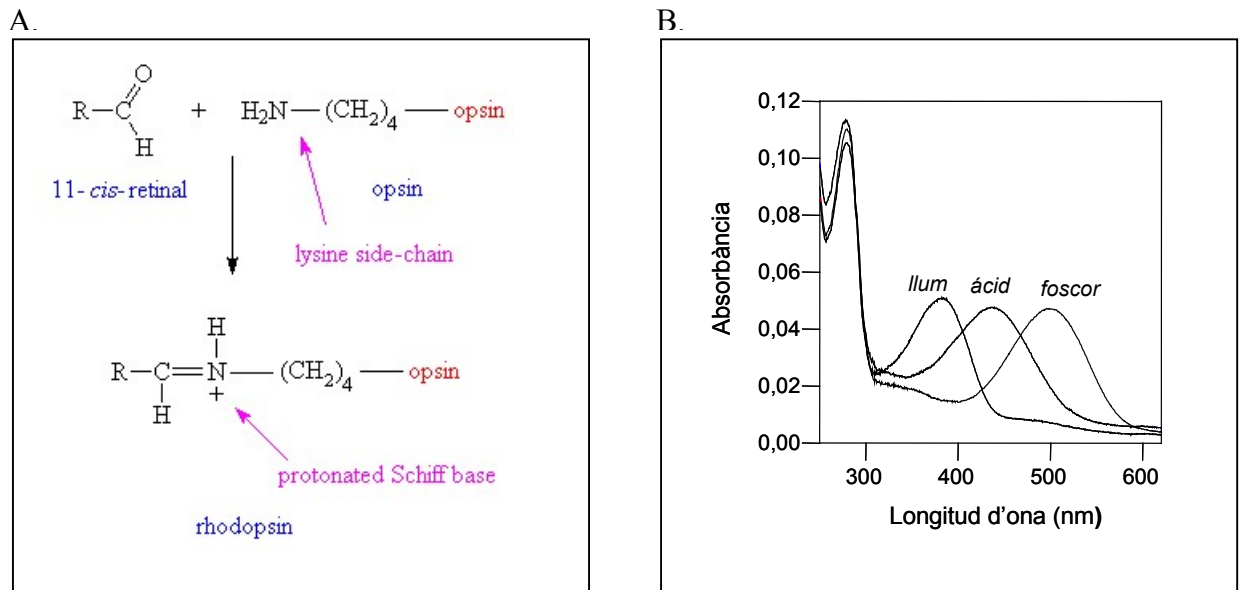 A.
R—C
O
H
+
H₂N—(CH₂)₄—opsin
11-cis-retinal
opsin
lysine side-chain
H
R—C=N—(CH₂)₄—opsin
H
+
protonated Schiff base
rhodopsin
B.
0,12
0,10
0,08
0,06
0,04
0,02
0,00
Absorbància
llum
ácid
foscor
300 400 500 600
Longitud d'ona (nm)